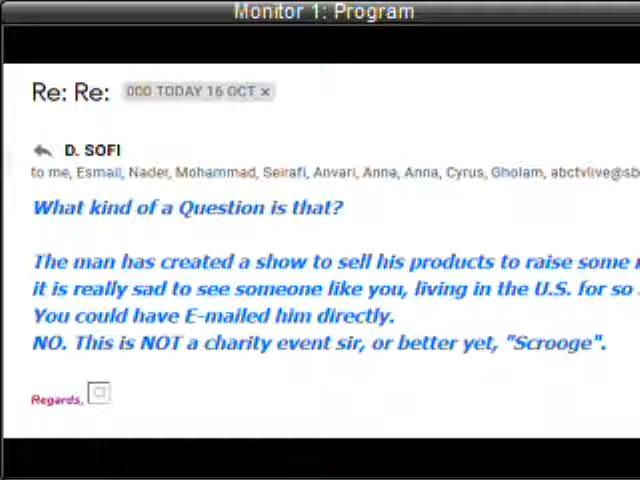 Monitor 1: Program
Re: Re: 000 TODAY 16 OCT ×
D. SOFI
to me, Esmail, Nader, Mohammad, Seirafi, Anvari, Anna, Anna, Cyrus, Gholam, abctvlive@sb
What kind of a Question is that?
The man has created a show to sell his products to raise some
it is really sad to see someone like you, living in the U.S. for so
You could have E-mailed him directly.
NO. This is NOT a charity event sir, or better yet, "Scrooge".
Regards,